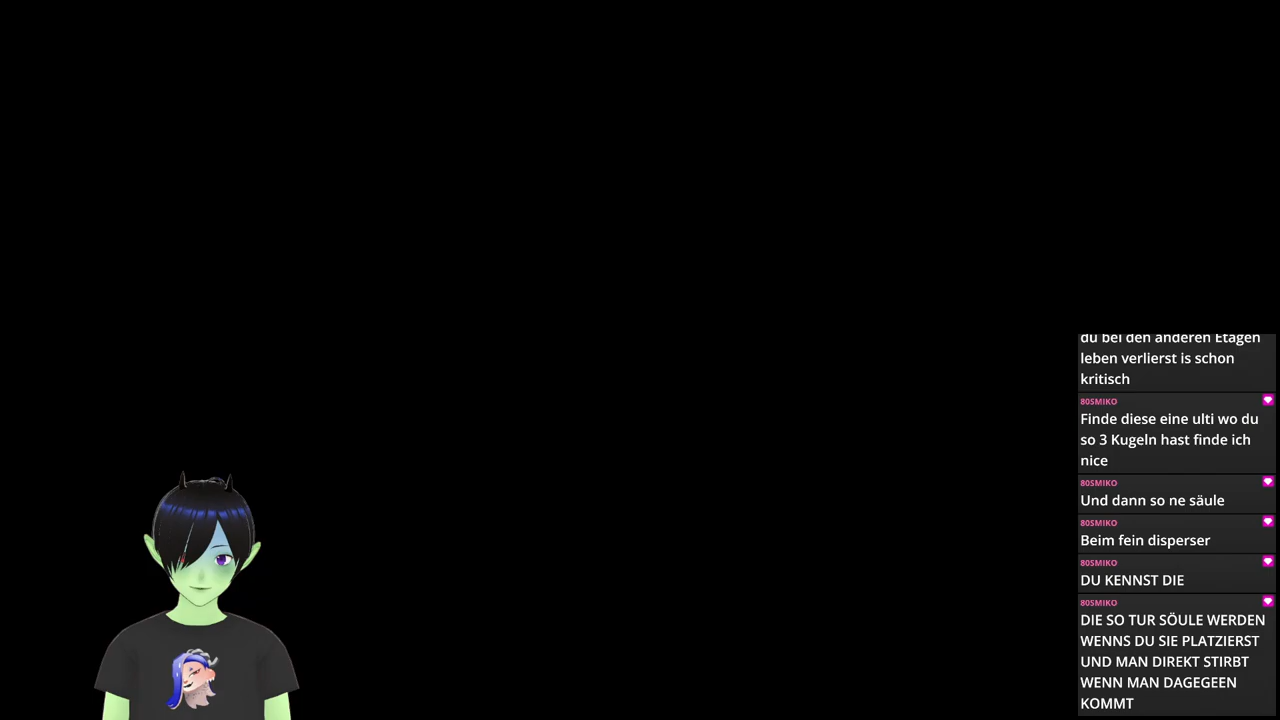 du bei den anderen Etagen
leben verlierst is schon
kritisch
80SMIKO
Finde diese eine ulti wo du
so 3 Kugeln hast finde ich
nice
80SMIKO
Und dann so ne säule
80SMIKO
Beim fein disperser
80SMIKO
DU KENNST DIE
80SMIKO
DIE SO TUR SÖULE WERDEN
WENNS DU SIE PLATZIERST
UND MAN DIREKT STIRBT
WENN MAN DAGEGEEN
KOMMT